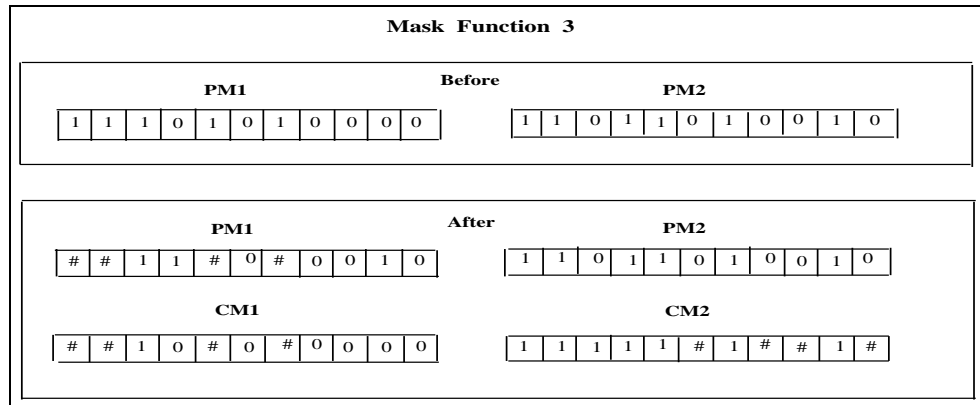 Mask Function 3
Before
PM1 PM2
1 1 1 0 1 0 1 0 0 0 0 1 1 0 1 1 0 1 0 0 1 0
After
PM1 PM2
# # 1 1 # 0 # 0 0 1 0 1 1 0 1 1 0 1 0 0 1 0
CM1 CM2
# # 1 0 # 0 # 0 0 0 0 1 1 1 1 1 # 1 # # 1 #